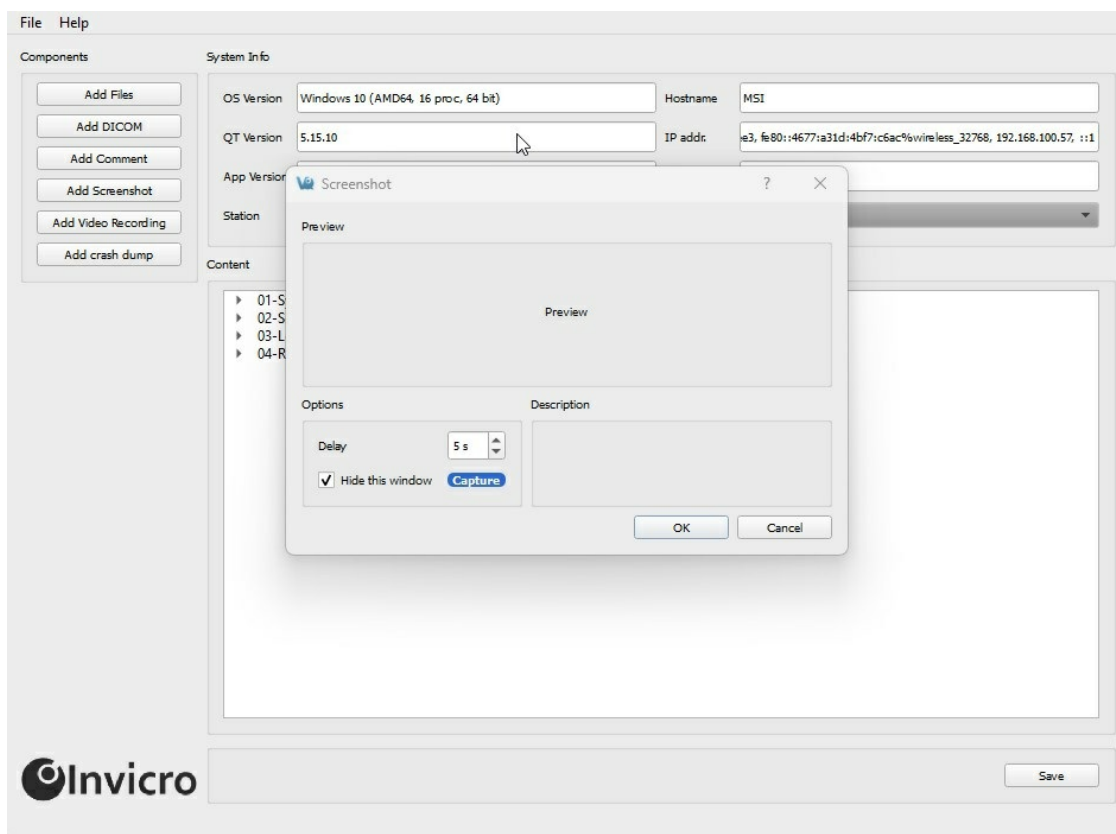 File Help
Components
Add Files
Add DICOM
Add Comment
Add Screenshot
Add Video Recording
Add crash dump
System Info
OS Version Windows 10 (AMD64, 16 proc, 64 bit) Hostname MSI
QT Version 5.15.10 IP addr. e3, fe80::4677:a31d:4bf7:c6ac%wireless_32768, 192.168.100.57, ::1
App Version
Station
Content
01-S
02-S
03-L
04-R
Screenshot ?
Preview
Preview
Options
Delay 5 s
Hide this window Capture
Description
OK Cancel
Invicro
Save